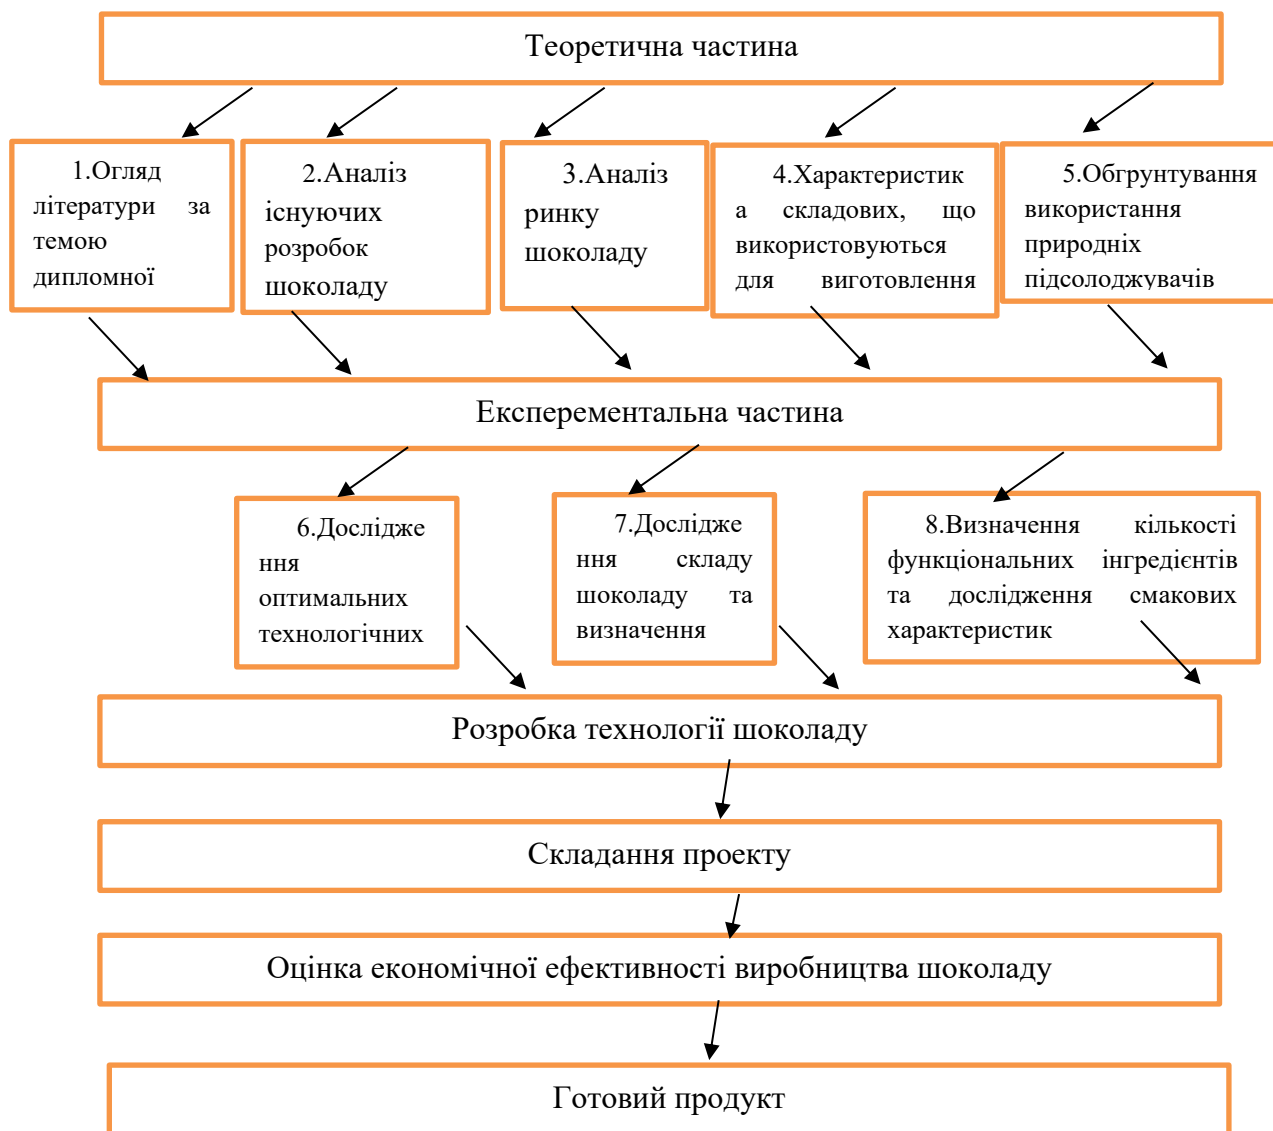 Теоретична частина
1.Огляд
літератури за
темою
дипломної
2.Аналіз
існуючих
розробок
шоколаду
3.Аналіз
ринку
шоколаду
4.Характеристик
а складових, що
використовуються
для виготовлення
5.Обгрунтування
використання
природніх
підсолоджувачів
Експерементальна частина
6.Дослідже
ння
оптимальних
технологічних
7.Дослідже
ння складу
шоколаду та
визначення
8.Визначення кількості
функціональних інгредієнтів
та дослідження смакових
характеристик
Розробка технології шоколаду
Складання проекту
Оцінка економічної ефективності виробництва шоколаду
Готовий продукт